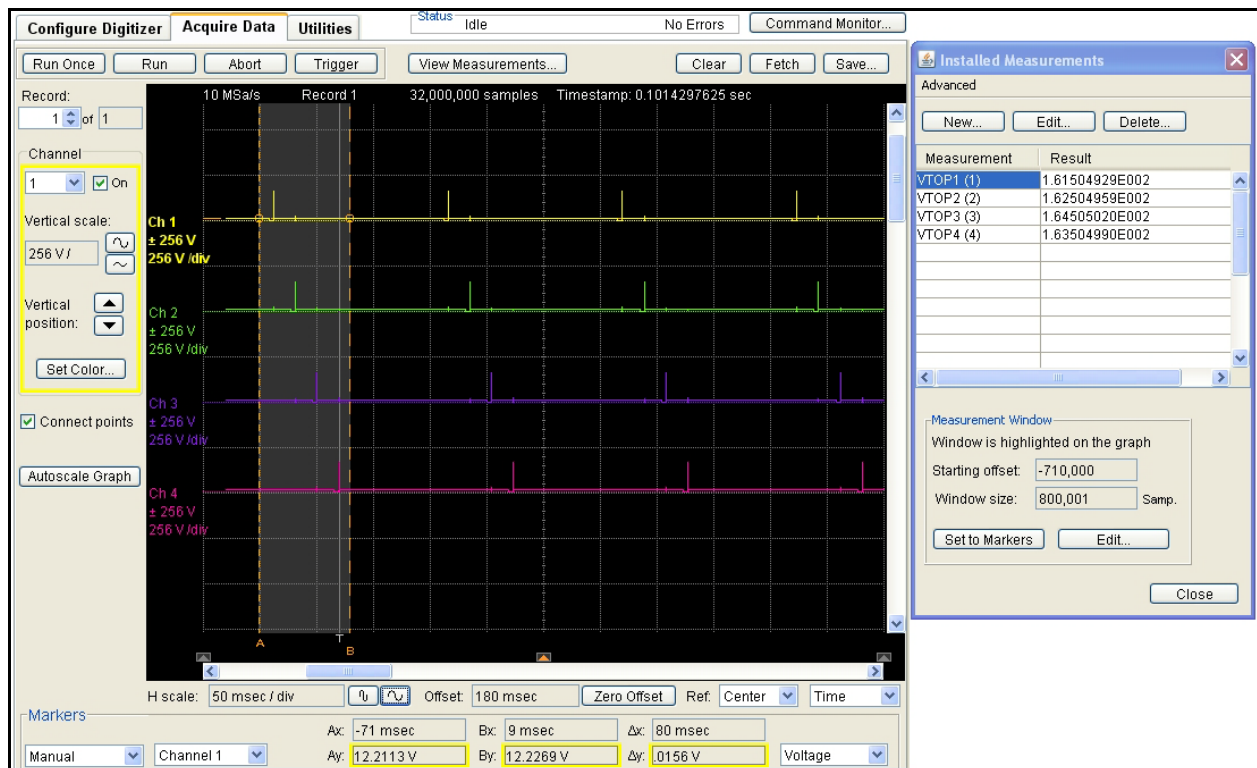 Configure Digitizer Acquire Data Utilities
Status Idle No Errors Command Monitor...
Run Once Run Abort Trigger View Measurements... Clear Fetch Save...
Record:
1 of 1
Channel
1 On
Vertical scale:
256 V/
Vertical
position:
Set Color...
Connect points
Autoscale Graph
10 MSa/s Record 1 32,000,000 samples Timestamp: 0.1014297625 sec
Ch 1
± 256 V
256 V /div
Ch 2
± 256 V
256 V /div
Ch 3
± 256 V
256 V /div
Ch 4
± 256 V
256 V /div
T
A B
H scale: 50 msec / div Offset: 180 msec Zero Offset Ref: Center Time
Markers
Ax: -71 msec Bx: 9 msec Δx: 80 msec
Manual Channel 1 Ay: 12.2113 V By: 12.2269 V Δy: .0156 V Voltage
Installed Measurements
Advanced
New... Edit... Delete...
Measurement Result
VTOP1 (1) 1.61504929E002
VTOP2 (2) 1.62504959E002
VTOP3 (3) 1.64505020E002
VTOP4 (4) 1.63504990E002
Measurement Window
Window is highlighted on the graph
Starting offset: -710,000
Window size: 800,001 Samp.
Set to Markers Edit...
Close